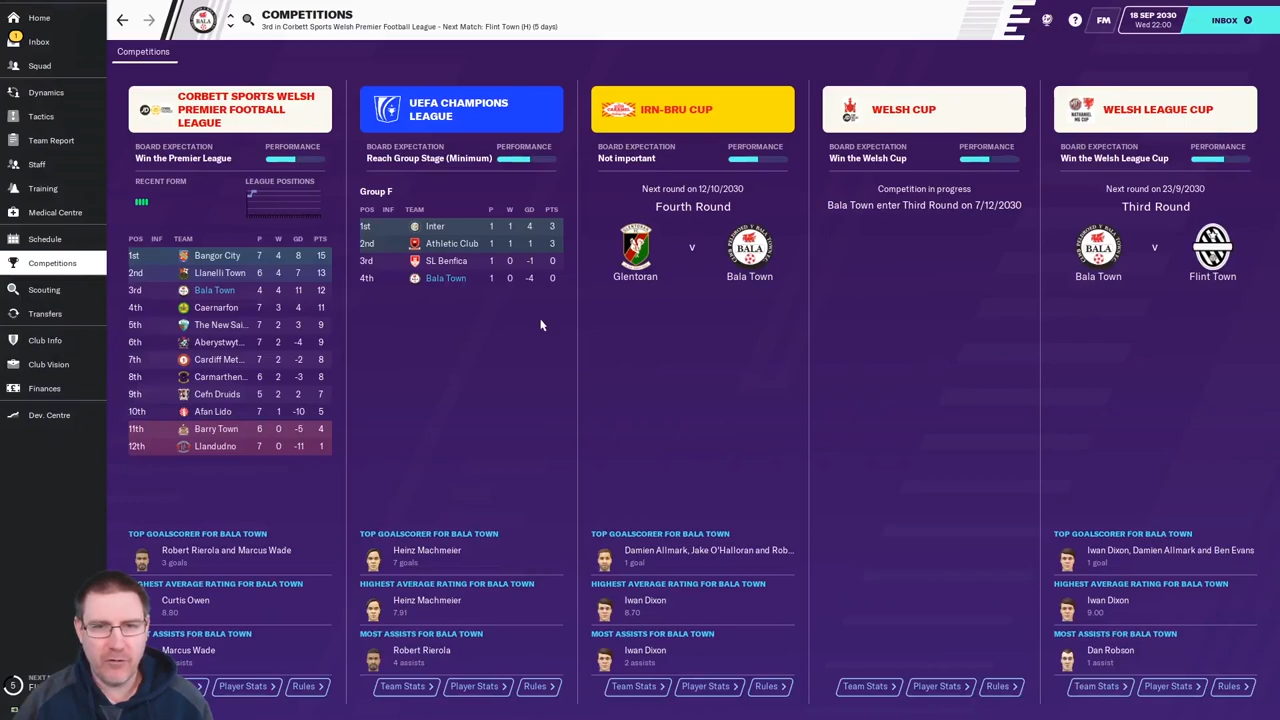 COMPETITIONS
3rd in Corbett Sports Welsh Premier Football League - Next Match: Flint Town (H) (5 days)
FM
18 SEP 2030
Wed 22:00
INBOX
Home
Inbox
Squad
Dynamics
Tactics
Team Report
Staff
Training
Medical Centre
Schedule
Competitions
Scouting
Transfers
Club Info
Club Vision
Finances
Dev. Centre
Competitions
CORBETT SPORTS WELSH
PREMIER FOOTBALL
LEAGUE
BOARD EXPECTATION PERFORMANCE
Win the Premier League
RECENT FORM LEAGUE POSITIONS
POS INF TEAM P W GD PTS
1st Bangor City 7 4 8 15
2nd Llanelli Town 6 4 7 13
3rd Bala Town 4 4 11 12
4th Caernarfon 7 3 4 11
5th The New Sai... 7 2 3 9
6th Aberystwyt... 7 2 -4 9
7th Cardiff Met... 7 2 -2 8
8th Carmarthen... 6 2 -3 8
9th Cefn Druids 5 2 2 7
10th Afan Lido 7 1 -10 5
11th Barry Town 6 0 -5 4
12th Llandudno 7 0 -11 1
TOP GOALSCORER FOR BALA TOWN
Robert Rierola and Marcus Wade
3 goals
HIGHEST AVERAGE RATING FOR BALA TOWN
Curtis Owen
8.80
ASSISTS FOR BALA TOWN
Marcus Wade
Player Stats
Rules
UEFA CHAMPIONS
LEAGUE
BOARD EXPECTATION PERFORMANCE
Reach Group Stage (Minimum)
Group F
POS INF TEAM P W GD PTS
1st Inter 1 1 4 3
2nd Athletic Club 1 1 1 3
3rd SL Benfica 1 0 -1 0
4th Bala Town 1 0 -4 0
TOP GOALSCORER FOR BALA TOWN
Heinz Machmeier
7 goals
HIGHEST AVERAGE RATING FOR BALA TOWN
Heinz Machmeier
7.91
MOST ASSISTS FOR BALA TOWN
Robert Rierola
4 assists
Team Stats
Player Stats
Rules
IRN-BRU CUP
BOARD EXPECTATION PERFORMANCE
Not important
Next round on 12/10/2030
Fourth Round
v
Glentoran Bala Town
TOP GOALSCORER FOR BALA TOWN
Damien Allmark, Jake O'Halloran and Rob...
1 goal
HIGHEST AVERAGE RATING FOR BALA TOWN
Iwan Dixon
8.70
MOST ASSISTS FOR BALA TOWN
Iwan Dixon
2 assists
Team Stats
Player Stats
Rules
WELSH CUP
BOARD EXPECTATION PERFORMANCE
Win the Welsh Cup
Competition in progress
Bala Town enter Third Round on 7/12/2030
Team Stats
Player Stats
Rules
WELSH LEAGUE CUP
BOARD EXPECTATION PERFORMANCE
Win the Welsh League Cup
Next round on 23/9/2030
Third Round
v
Bala Town Flint Town
TOP GOALSCORER FOR BALA TOWN
Iwan Dixon, Damien Allmark and Ben Evans
1 goal
HIGHEST AVERAGE RATING FOR BALA TOWN
Iwan Dixon
9.00
MOST ASSISTS FOR BALA TOWN
Dan Robson
1 assist
Team Stats
Player Stats
Rules